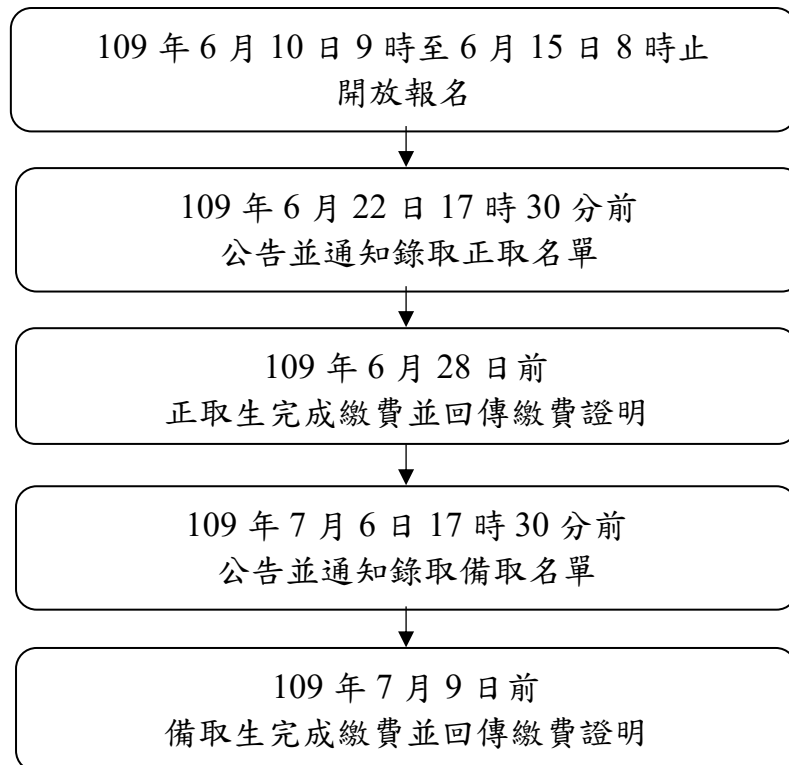 109 年 6 月 10 日 9 時至 6 月 15 日 8 時止
開放報名
109 年 6 月 22 日 17 時 30 分前
公告並通知錄取正取名單
109 年 6 月 28 日前
正取生完成繳費並回傳繳費證明
109 年 7 月 6 日 17 時 30 分前
公告並通知錄取備取名單
109 年 7 月 9 日前
備取生完成繳費並回傳繳費證明